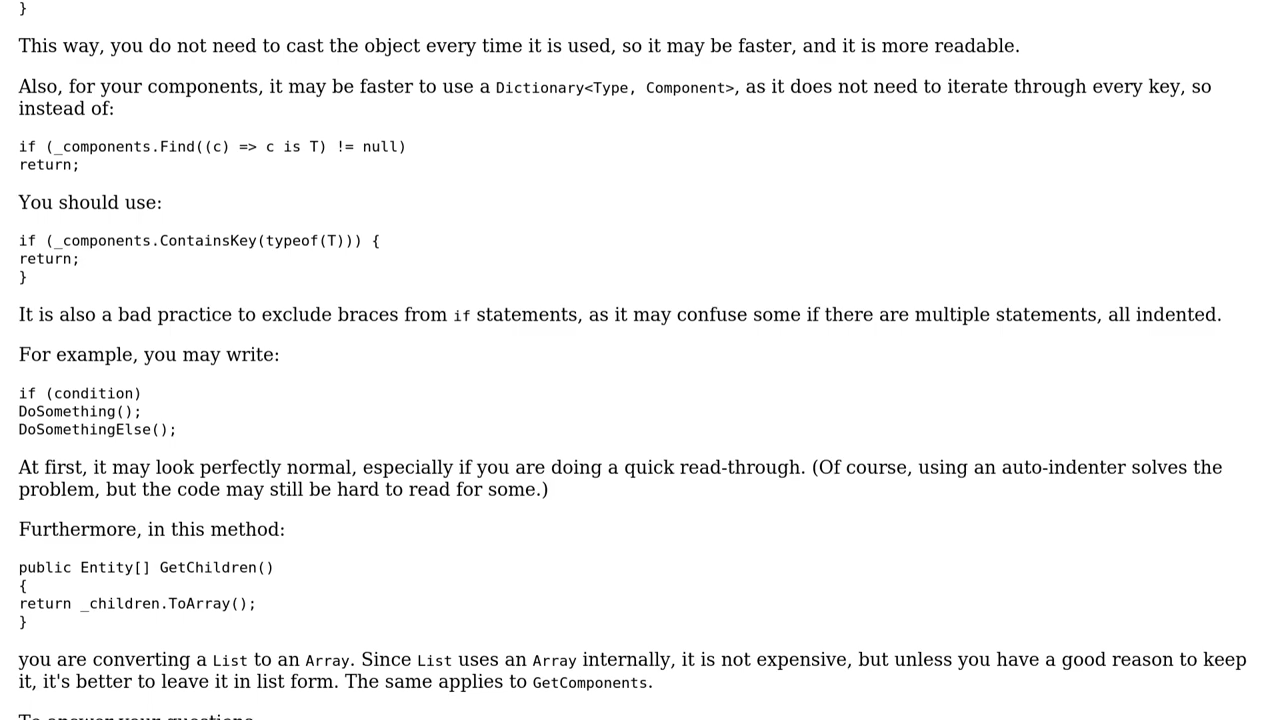 }
This way, you do not need to cast the object every time it is used, so it may be faster, and it is more readable.
Also, for your components, it may be faster to use a Dictionary<Type, Component>, as it does not need to iterate through every key, so
instead of:
if (_components.Find((c) => c is T) != null)
return;
You should use:
if (_components.ContainsKey(typeof(T))) {
return;
}
It is also a bad practice to exclude braces from if statements, as it may confuse some if there are multiple statements, all indented.
For example, you may write:
if (condition)
DoSomething();
DoSomethingElse();
At first, it may look perfectly normal, especially if you are doing a quick read-through. (Of course, using an auto-indenter solves the
problem, but the code may still be hard to read for some.)
Furthermore, in this method:
public Entity[] GetChildren()
{
return _children.ToArray();
}
you are converting a List to an Array. Since List uses an Array internally, it is not expensive, but unless you have a good reason to keep
it, it's better to leave it in list form. The same applies to GetComponents.
To answer your questions